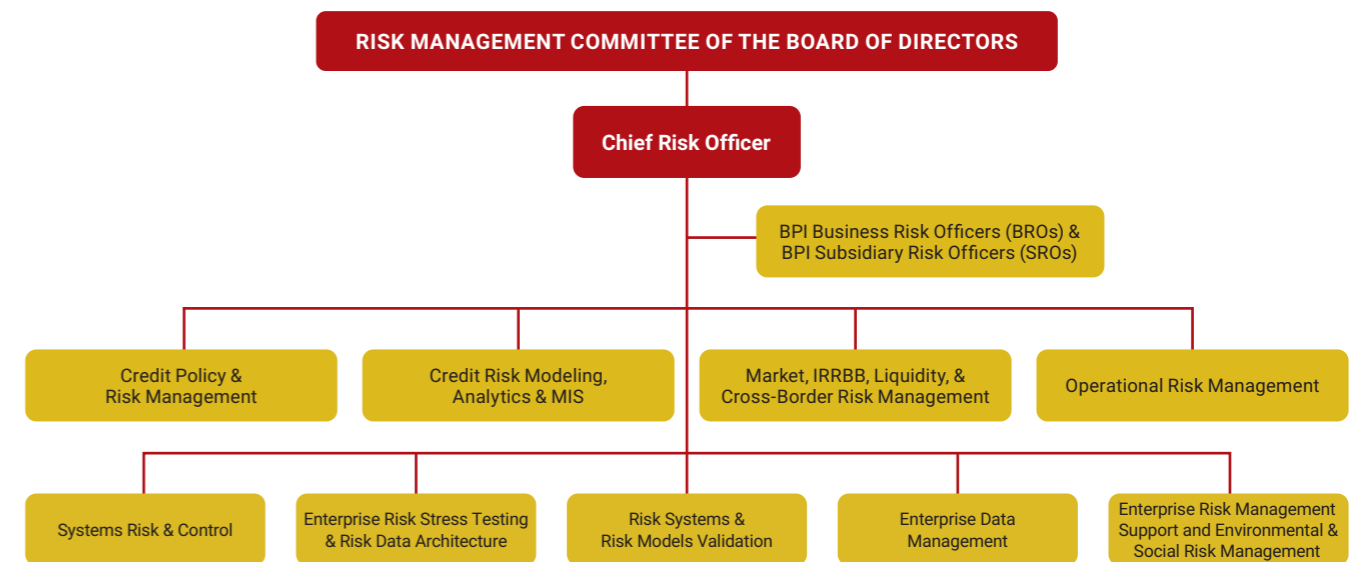 RISK MANAGEMENT COMMITTEE OF THE BOARD OF DIRECTORS
Chief Risk Officer
BPI Business Risk Officers (BROs) &
BPI Subsidiary Risk Officers (SROs)
Credit Policy &
Risk Management
Credit Risk Modeling,
Analytics & MIS
Market, IRRBB, Liquidity, &
Cross-Border Risk Management
Operational Risk Management
Systems Risk & Control
Enterprise Risk Stress Testing
& Risk Data Architecture
Risk Systems &
Risk Models Validation
Enterprise Data
Management
Enterprise Risk Management
Support and Environmental &
Social Risk Management